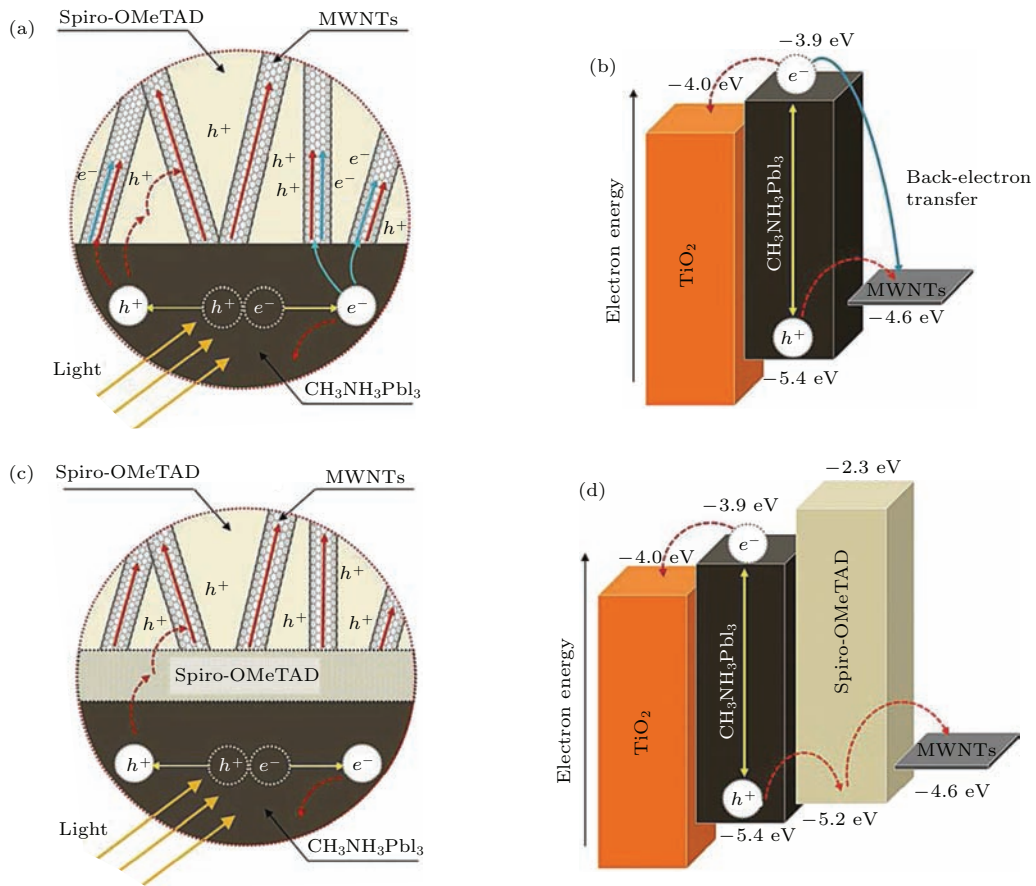 (a)
Spiro-OMeTAD
MWNTs
h⁺
h⁺
e⁻
h⁺
h⁺
e⁻
e⁻
h⁺
h⁺
h⁺
e⁻
e⁻
Light
CH₃NH₃PbI₃
(b)
−3.9 eV
−4.0 eV
e⁻
Electron energy
TiO₂
CH₃NH₃PbI₃
Back-electron
transfer
h⁺
MWNTs
−4.6 eV
−5.4 eV
(c)
Spiro-OMeTAD
MWNTs
h⁺
h⁺
h⁺
h⁺
h⁺
Spiro-OMeTAD
h⁺
h⁺
e⁻
e⁻
Light
CH₃NH₃PbI₃
(d)
−2.3 eV
−3.9 eV
−4.0 eV
e⁻
Electron energy
TiO₂
CH₃NH₃PbI₃
Spiro-OMeTAD
h⁺
MWNTs
−4.6 eV
−5.4 eV
−5.2 eV